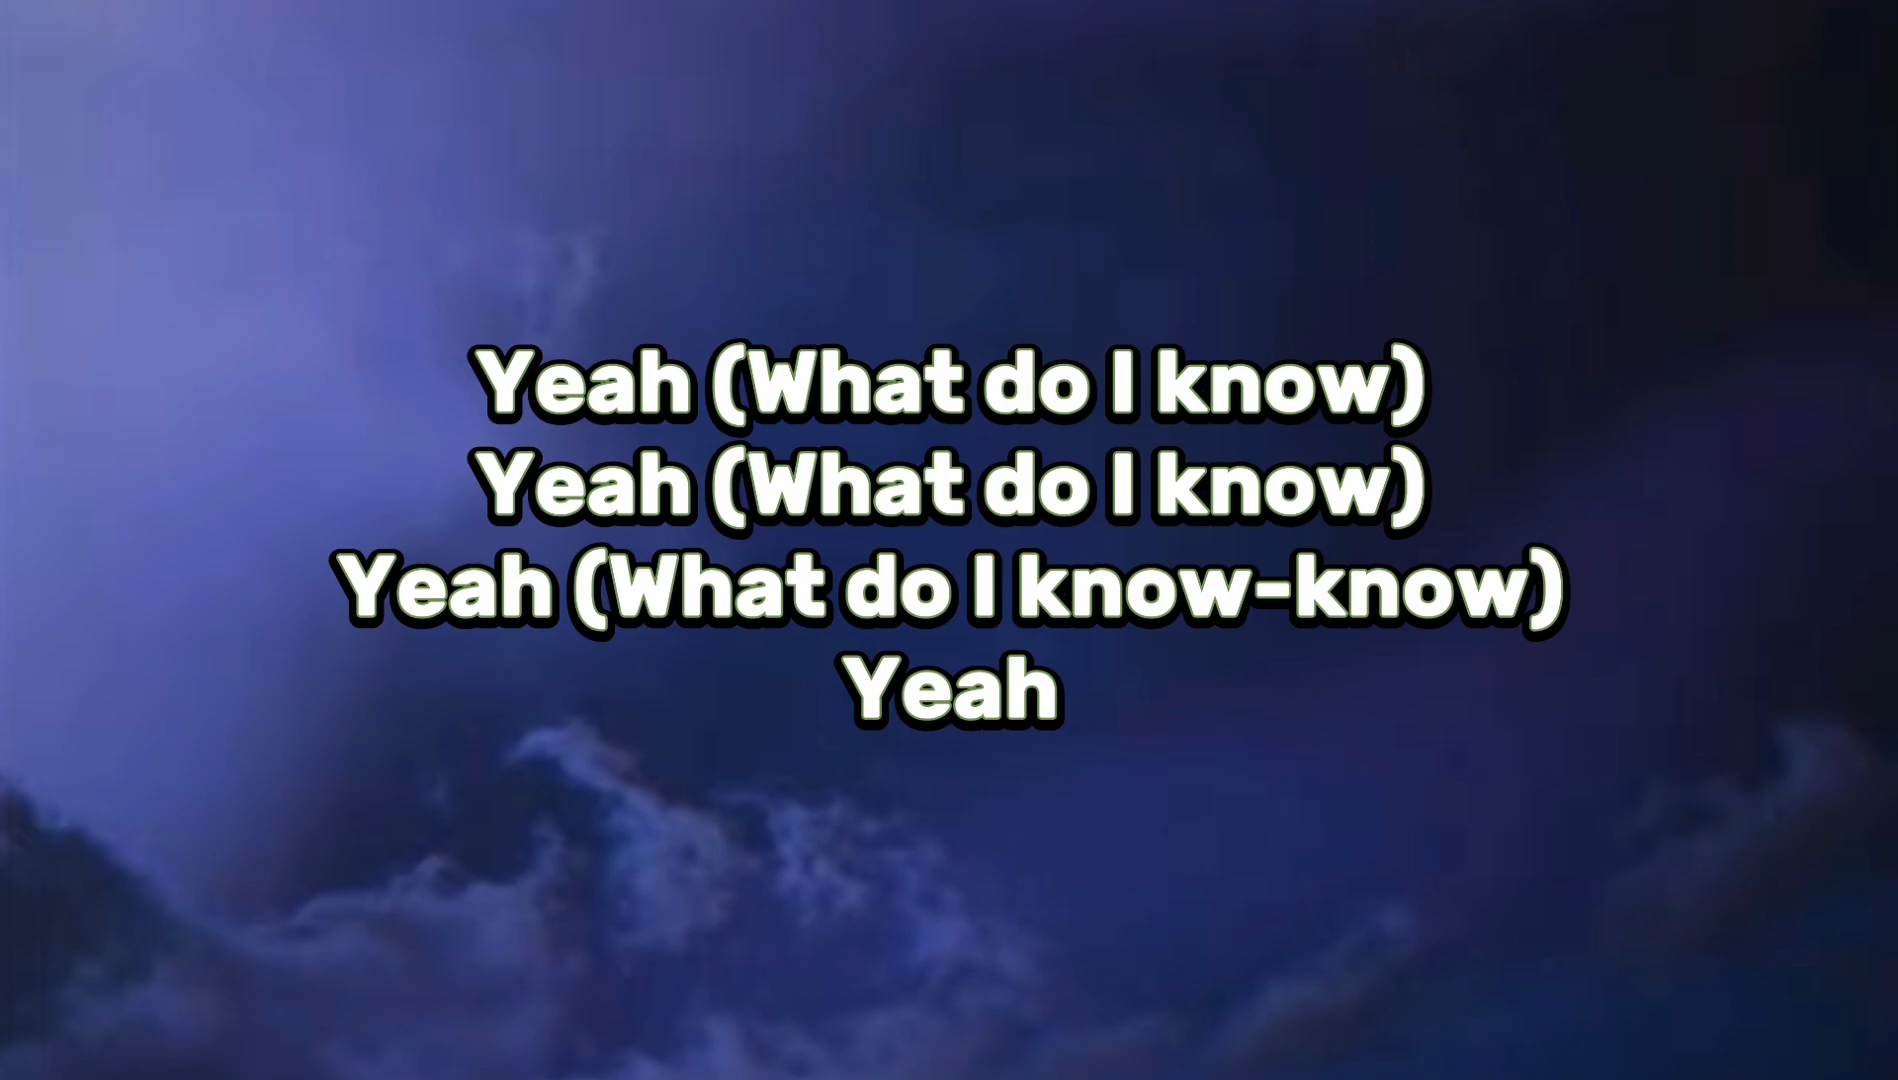 Yeah (What do I know)
Yeah (What do I know)
Yeah (What do I know-know)
Yeah